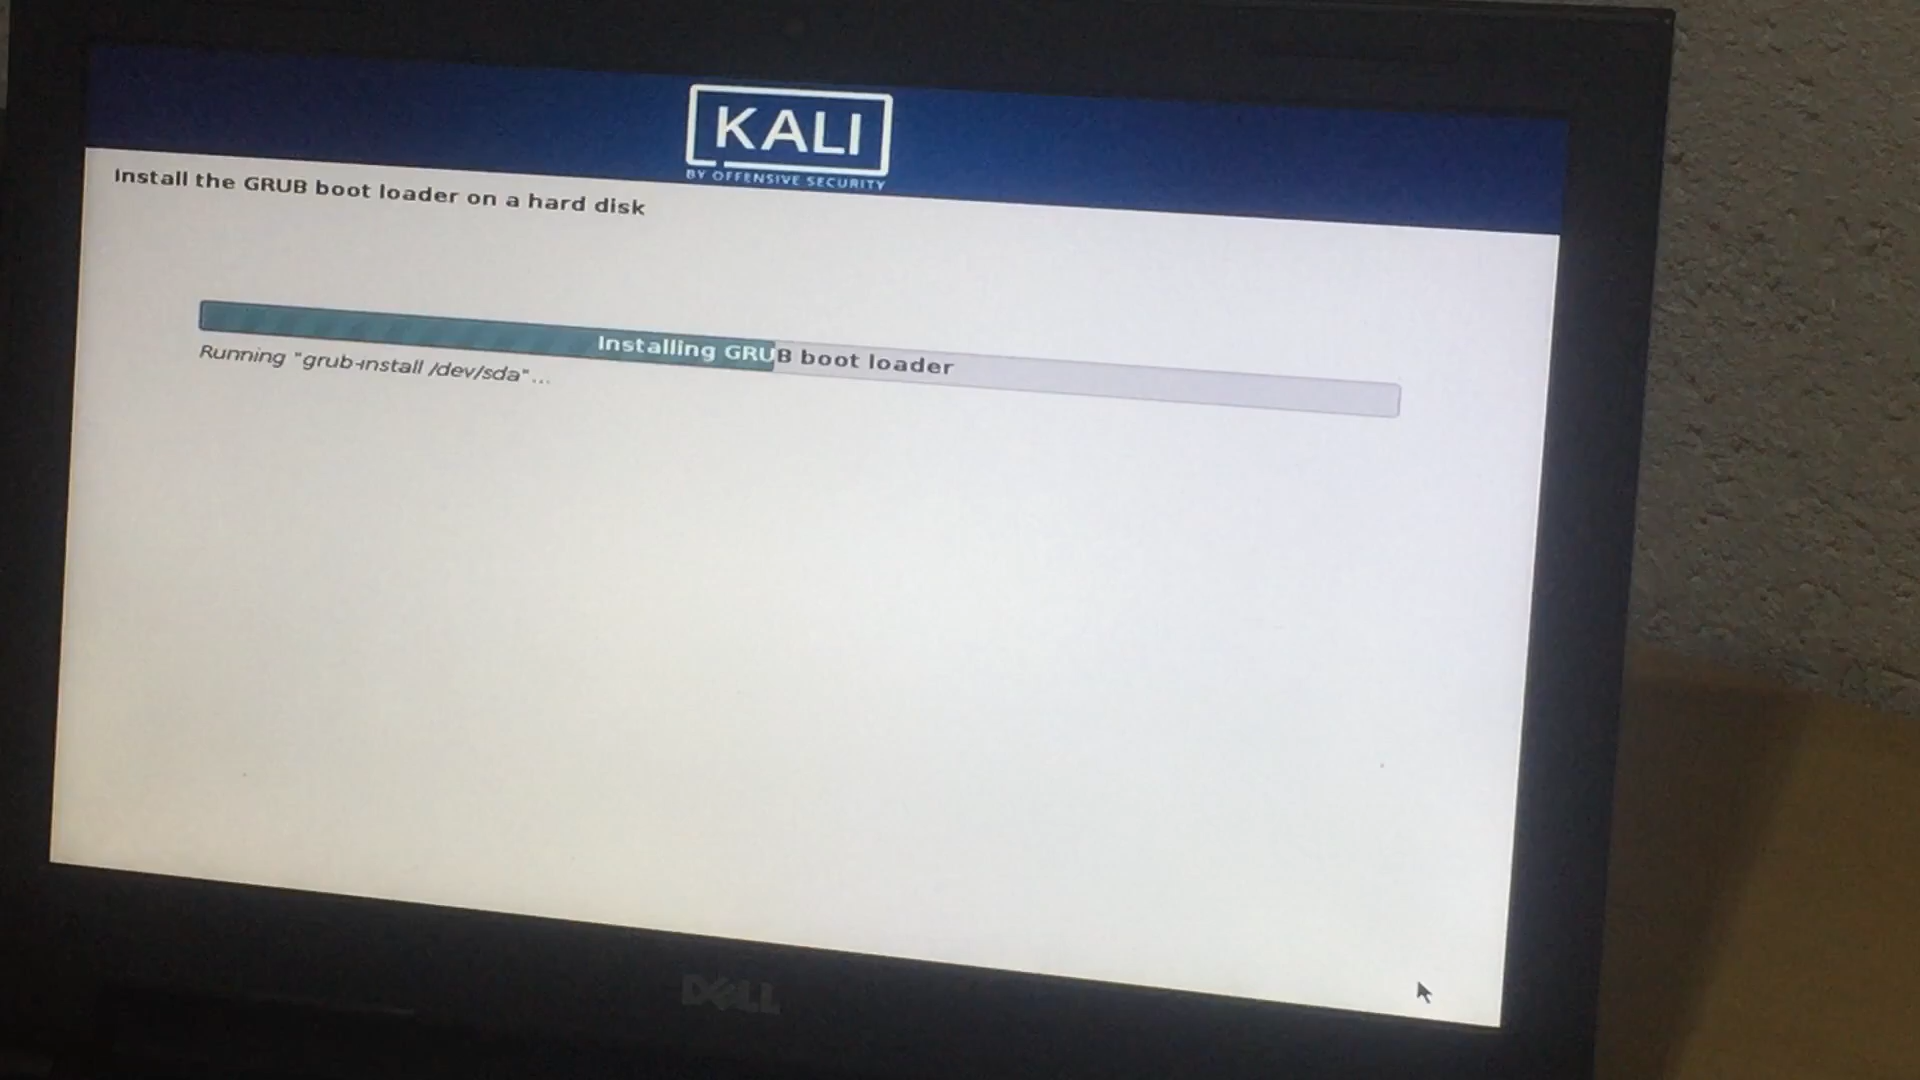 KALI
BY OFFENSIVE SECURITY
Install the GRUB boot loader on a hard disk
Installing GRUB boot loader
Running "grub-install /dev/sda"...
DELL